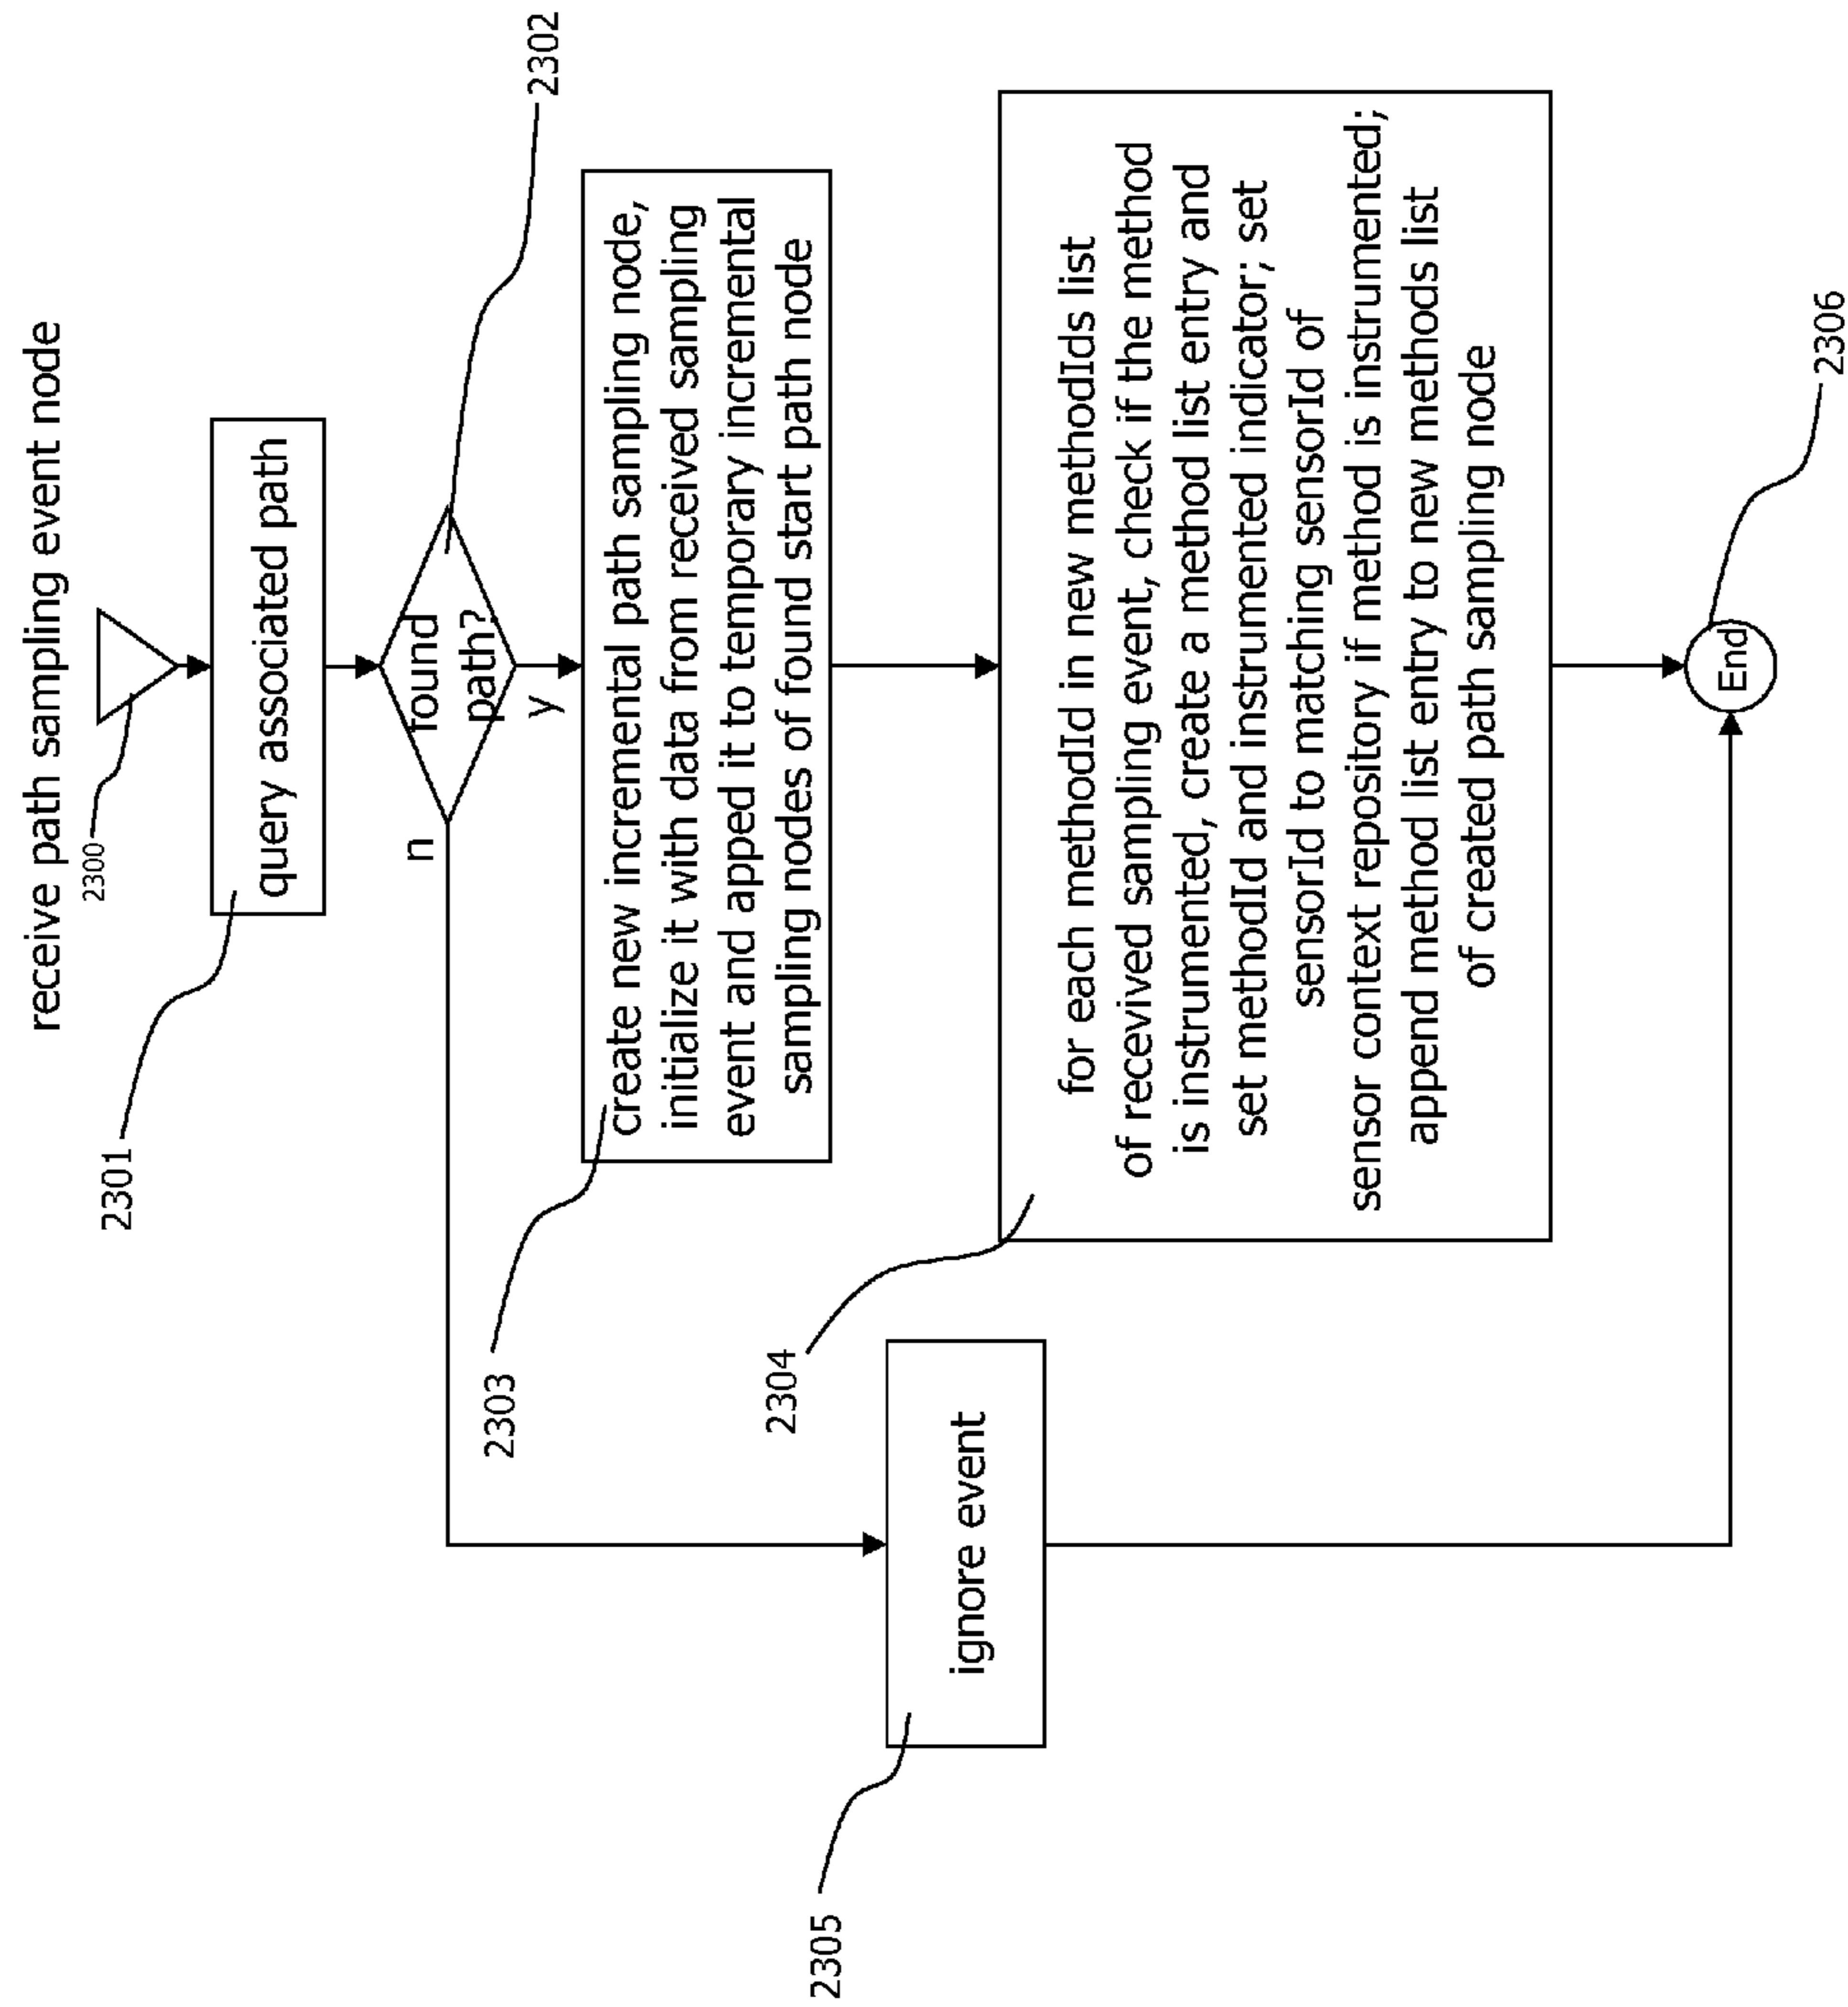 receive path sampling event node
2300
2301
query associated path
2302
found
path?
n
y
2303
create new incremental path sampling node,
initialize it with data from received sampling
event and apped it to temporary incremental
sampling nodes of found start path node
2304
for each methodId in new methodIds list
of recevived sampling event, check if the method
is instrumented, create a method list entry and
set methodId and instrumented indicator; set
sensorId to matching sensorId of
sensor context repository if method is instrumented;
append method list entry to new methods list
of created path sampling node
2305
ignore event
End
2306